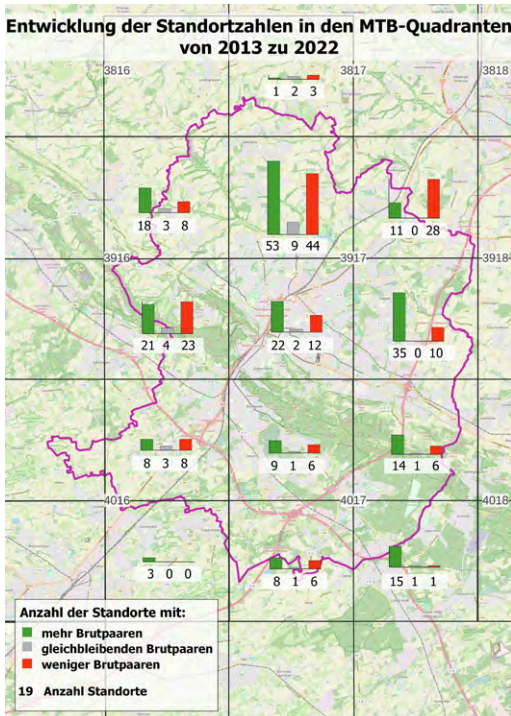 Entwicklung der Standortzahlen in den MTB-Quadranten
von 2013 zu 2022
3816
3817
3818
1 2 3
18 3 8
53 9 44
11 0 28
3916
3917
3918
21 4 23
22 2 12
35 0 10
8 3 8
9 1 6
14 1 6
4016
4017
4018
3 0 0
8 1 6
15 1 1
Anzahl der Standorte mit:
mehr Brutpaaren
gleichbleibenden Brutpaaren
weniger Brutpaaren
19 Anzahl Standorte